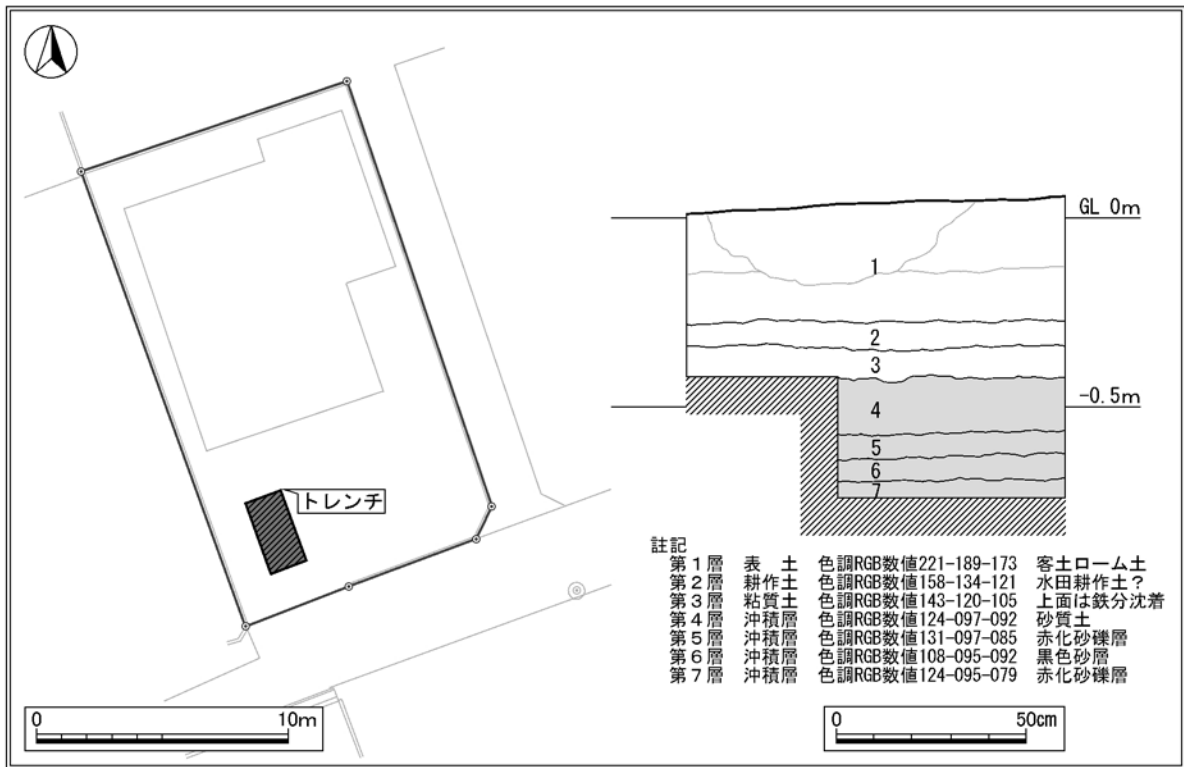 トレンチ
0 10m
GL 0m
1
2
3
-0.5m
4
5
6
7
註記
第1層 表 土 色調RGB数値221-189-173 客土ローム土
第2層 耕作土 色調RGB数値158-134-121 水田耕作土?
第3層 粘質土 色調RGB数値143-120-105 上面は鉄分沈着
第4層 沖積層 色調RGB数値124-097-092 砂質土
第5層 沖積層 色調RGB数値131-097-085 赤化砂礫層
第6層 沖積層 色調RGB数値108-095-092 黒色砂層
第7層 沖積層 色調RGB数値124-095-079 赤化砂礫層
0 50cm